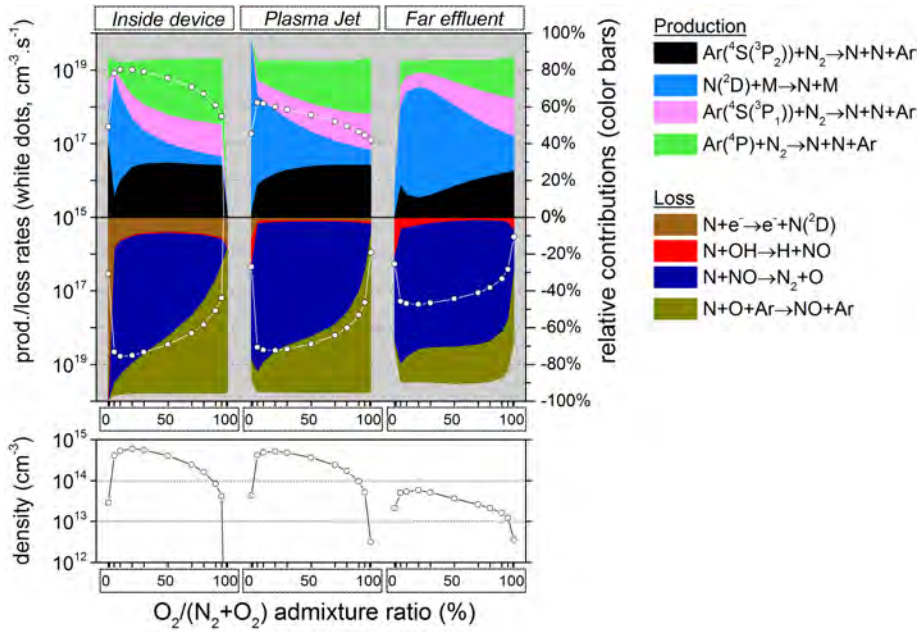 Inside device Plasma Jet Far effluent
prod./loss rates (white dots, cm⁻³.s⁻¹)
10¹⁹
10¹⁷
10¹⁵
10¹⁷
10¹⁹
100%
80%
60%
40%
20%
0%
-20%
-40%
-60%
-80%
-100%
relative contributions (color bars)
0 50 100 0 50 100 0 50 100
Production
Ar(⁴S(³P₂))+N₂→N+N+Ar
N(²D)+M→N+M
Ar(⁴S(³P₁))+N₂→N+N+Ar
Ar(⁴P)+N₂→N+N+Ar
Loss
N+e⁻→e⁻+N(²D)
N+OH→H+NO
N+NO→N₂+O
N+O+Ar→NO+Ar
density (cm⁻³)
10¹⁵
10¹⁴
10¹³
10¹²
0 50 100 0 50 100 0 50 100
O₂/(N₂+O₂) admixture ratio (%)